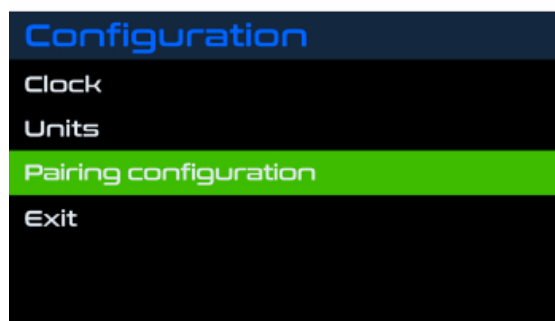 Configuration
Clock
Units
Pairing configuration
Exit